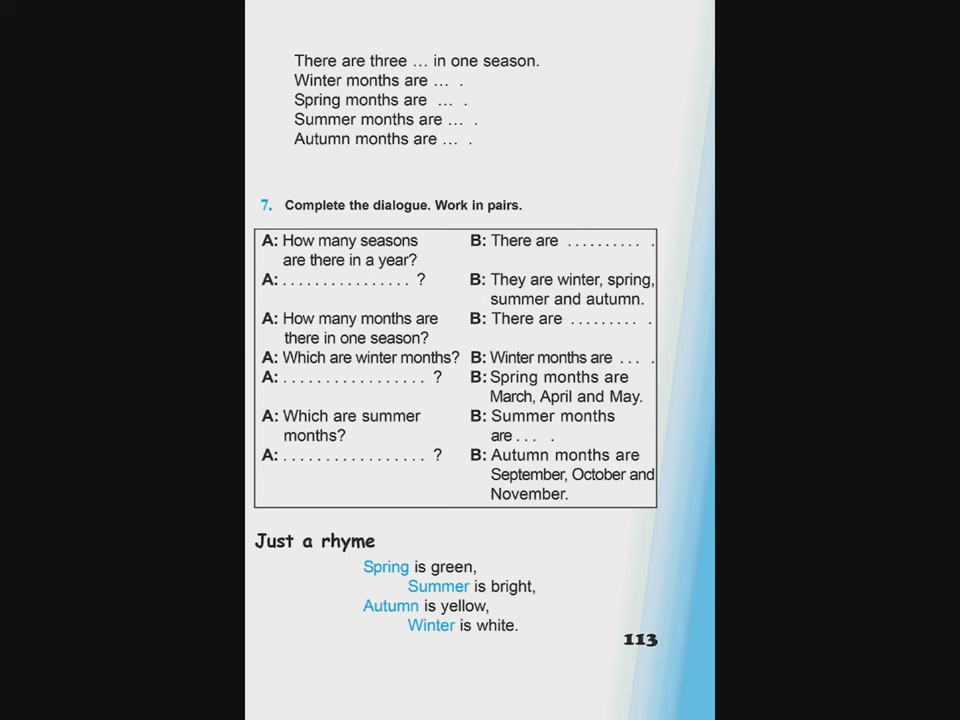 There are three ... in one season.
Winter months are ... .
Spring months are ... .
Summer months are ... .
Autumn months are ... .
7. Complete the dialogue. Work in pairs.
A: How many seasons B: There are .......... .
are there in a year?
A: ................ ? B: They are winter, spring,
summer and autumn.
A: How many months are B: There are ......... .
there in one season?
A: Which are winter months? B: Winter months are ... .
A: .................. ? B: Spring months are
March, April and May.
A: Which are summer B: Summer months
months? are ... .
A: .................. ? B: Autumn months are
September, October and
November.
Just a rhyme
Spring is green,
Summer is bright,
Autumn is yellow,
Winter is white.
113